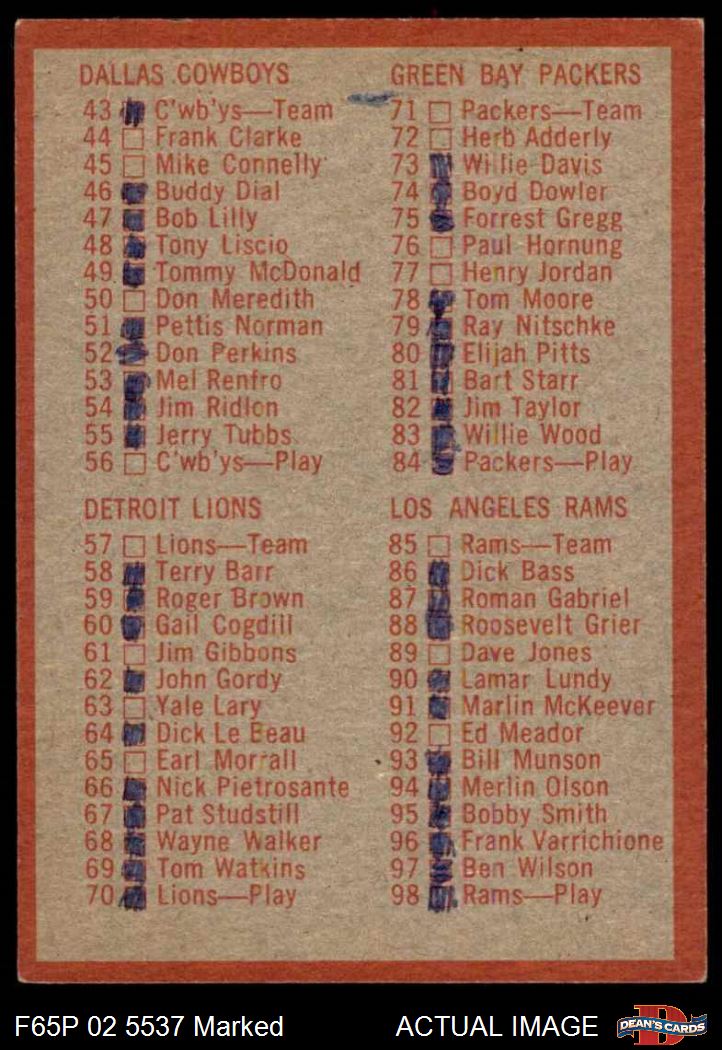 DALLAS COWBOYS
43 C'wb'ys—Team
44 Frank Clarke
45 Mike Connelly
46 Buddy Dial
47 Bob Lilly
48 Tony Liscio
49 Tommy McDonald
50 Don Meredith
51 Pettis Norman
52 Don Perkins
53 Mel Renfro
54 Jim Ridlon
55 Jerry Tubbs
56 C'wb'ys—Play
DETROIT LIONS
57 Lions—Team
58 Terry Barr
59 Roger Brown
60 Gail Cogdill
61 Jim Gibbons
62 John Gordy
63 Yale Lary
64 Dick Le Beau
65 Earl Morrall
66 Nick Pietrosante
67 Pat Studstill
68 Wayne Walker
69 Tom Watkins
70 Lions—Play
GREEN BAY PACKERS
71 Packers—Team
72 Herb Adderly
73 Willie Davis
74 Boyd Dowler
75 Forrest Gregg
76 Paul Hornung
77 Henry Jordan
78 Tom Moore
79 Ray Nitschke
80 Elijah Pitts
81 Bart Starr
82 Jim Taylor
83 Willie Wood
84 Packers—Play
LOS ANGELES RAMS
85 Rams—Team
86 Dick Bass
87 Roman Gabriel
88 Roosevelt Grier
89 Dave Jones
90 Lamar Lundy
91 Marlin McKeever
92 Ed Meador
93 Bill Munson
94 Merlin Olson
95 Bobby Smith
96 Frank Varrichione
97 Ben Wilson
98 Rams—Play
F65P 02 5537 Marked
ACTUAL IMAGE
D
DEAN'S CARDS